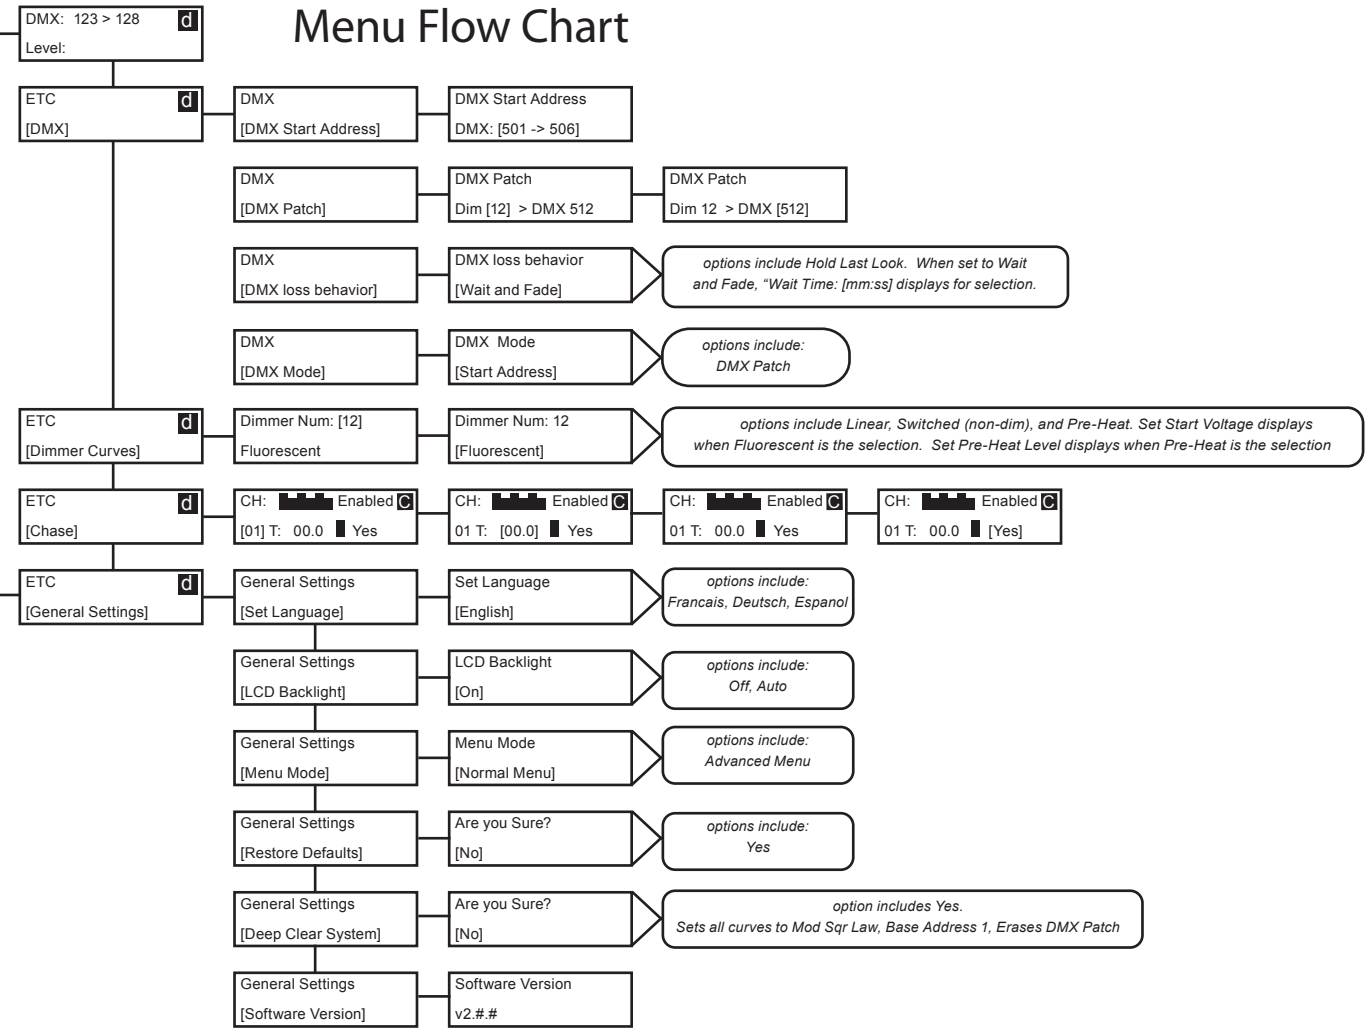 Menu Flow Chart
DMX: 123 > 128 d
Level:
ETC d
[DMX]
DMX
[DMX Start Address]
DMX Start Address
DMX: [501 -> 506]
DMX
[DMX Patch]
DMX Patch
Dim [12] > DMX 512
DMX Patch
Dim 12 > DMX [512]
DMX
[DMX loss behavior]
DMX loss behavior
[Wait and Fade]
options include Hold Last Look. When set to Wait
and Fade, “Wait Time: [mm:ss] displays for selection.
DMX
[DMX Mode]
DMX Mode
[Start Address]
options include:
DMX Patch
ETC d
[Dimmer Curves]
Dimmer Num: [12]
Fluorescent
Dimmer Num: 12
[Fluorescent]
options include Linear, Switched (non-dim), and Pre-Heat. Set Start Voltage displays
when Fluorescent is the selection. Set Pre-Heat Level displays when Pre-Heat is the selection
ETC d
[Chase]
CH: Enabled C
[01] T: 00.0 Yes
CH: Enabled C
01 T: [00.0] Yes
CH: Enabled C
01 T: 00.0 Yes
CH: Enabled C
01 T: 00.0 [Yes]
ETC d
[General Settings]
General Settings
[Set Language]
Set Language
[English]
options include:
Francais, Deutsch, Espanol
General Settings
[LCD Backlight]
LCD Backlight
[On]
options include:
Off, Auto
General Settings
[Menu Mode]
Menu Mode
[Normal Menu]
options include:
Advanced Menu
General Settings
[Restore Defaults]
Are you Sure?
[No]
options include:
Yes
General Settings
[Deep Clear System]
Are you Sure?
[No]
option includes Yes.
Sets all curves to Mod Sqr Law, Base Address 1, Erases DMX Patch
General Settings
[Software Version]
Software Version
v2.#.#